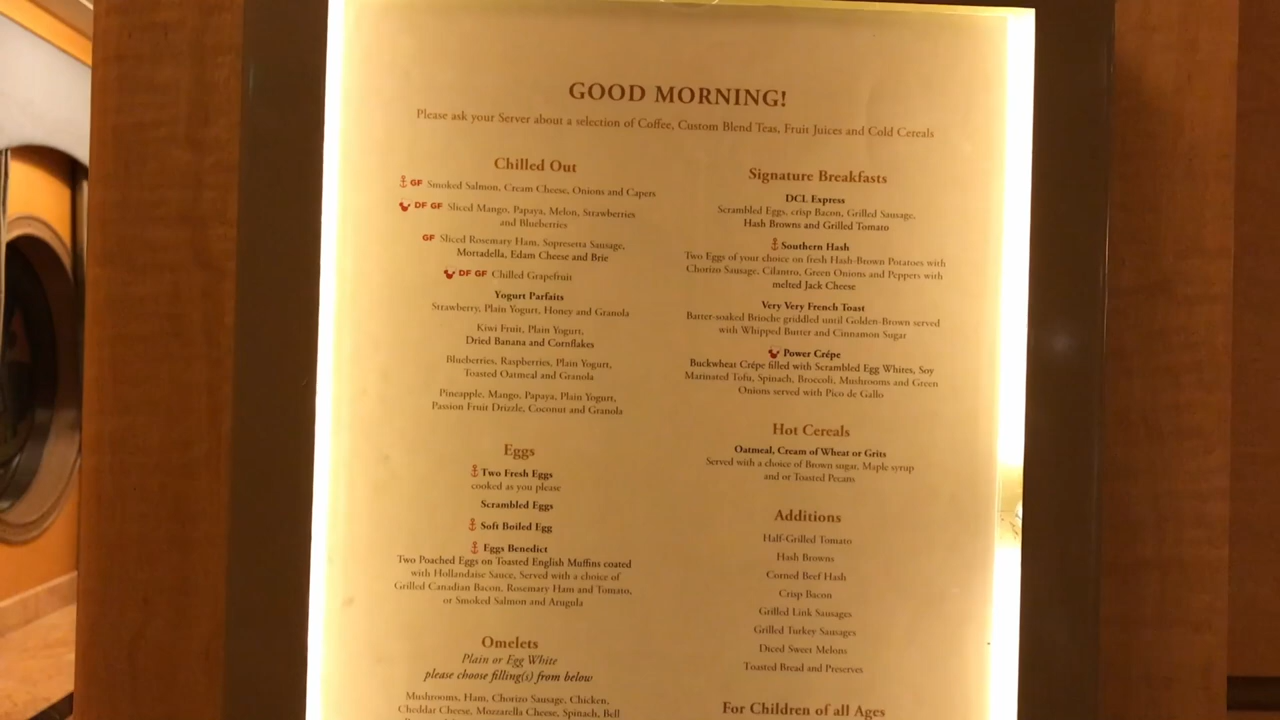 GOOD MORNING!
Please ask your Server about a selection of Coffee, Custom Blend Teas, Fruit Juices and Cold Cereals
Chilled Out
GF Smoked Salmon, Cream Cheese, Onions and Capers
DF GF Sliced Mango, Papaya, Melon, Strawberries
and Blueberries
GF Sliced Rosemary Ham, Sopresetta Sausage,
Mortadella, Edam Cheese and Brie
DF GF Chilled Grapefruit
Yogurt Parfaits
Strawberry, Plain Yogurt, Honey and Granola
Kiwi Fruit, Plain Yogurt,
Dried Banana and Cornflakes
Blueberries, Raspberries, Plain Yogurt,
Toasted Oatmeal and Granola
Pineapple, Mango, Papaya, Plain Yogurt,
Passion Fruit Drizzle, Coconut and Granola
Eggs
Two Fresh Eggs
cooked as you please
Scrambled Eggs
Soft Boiled Egg
Eggs Benedict
Two Poached Eggs on Toasted English Muffins coated
with Hollandaise Sauce, Served with a choice of
Grilled Canadian Bacon, Rosemary Ham and Tomato,
or Smoked Salmon and Arugula
Omelets
Plain or Egg White
please choose filling(s) from below
Mushrooms, Ham, Chorizo Sausage, Chicken,
Cheddar Cheese, Mozzarella Cheese, Spinach, Bell
Signature Breakfasts
DCL Express
Scrambled Eggs, crisp Bacon, Grilled Sausage,
Hash Browns and Grilled Tomato
Southern Hash
Two Eggs of your choice on fresh Hash-Brown Potatoes with
Chorizo Sausage, Cilantro, Green Onions and Peppers with
melted Jack Cheese
Very Very French Toast
Batter-soaked Brioche griddled until Golden-Brown served
with Whipped Butter and Cinnamon Sugar
Power Crépe
Buckwheat Crépe filled with Scrambled Egg Whites, Soy
Marinated Tofu, Spinach, Broccoli, Mushrooms and Green
Onions served with Pico de Gallo
Hot Cereals
Oatmeal, Cream of Wheat or Grits
Served with a choice of Brown sugar, Maple syrup
and or Toasted Pecans
Additions
Half-Grilled Tomato
Hash Browns
Corned Beef Hash
Crisp Bacon
Grilled Link Sausages
Grilled Turkey Sausages
Diced Sweet Melons
Toasted Bread and Preserves
For Children of all Ages